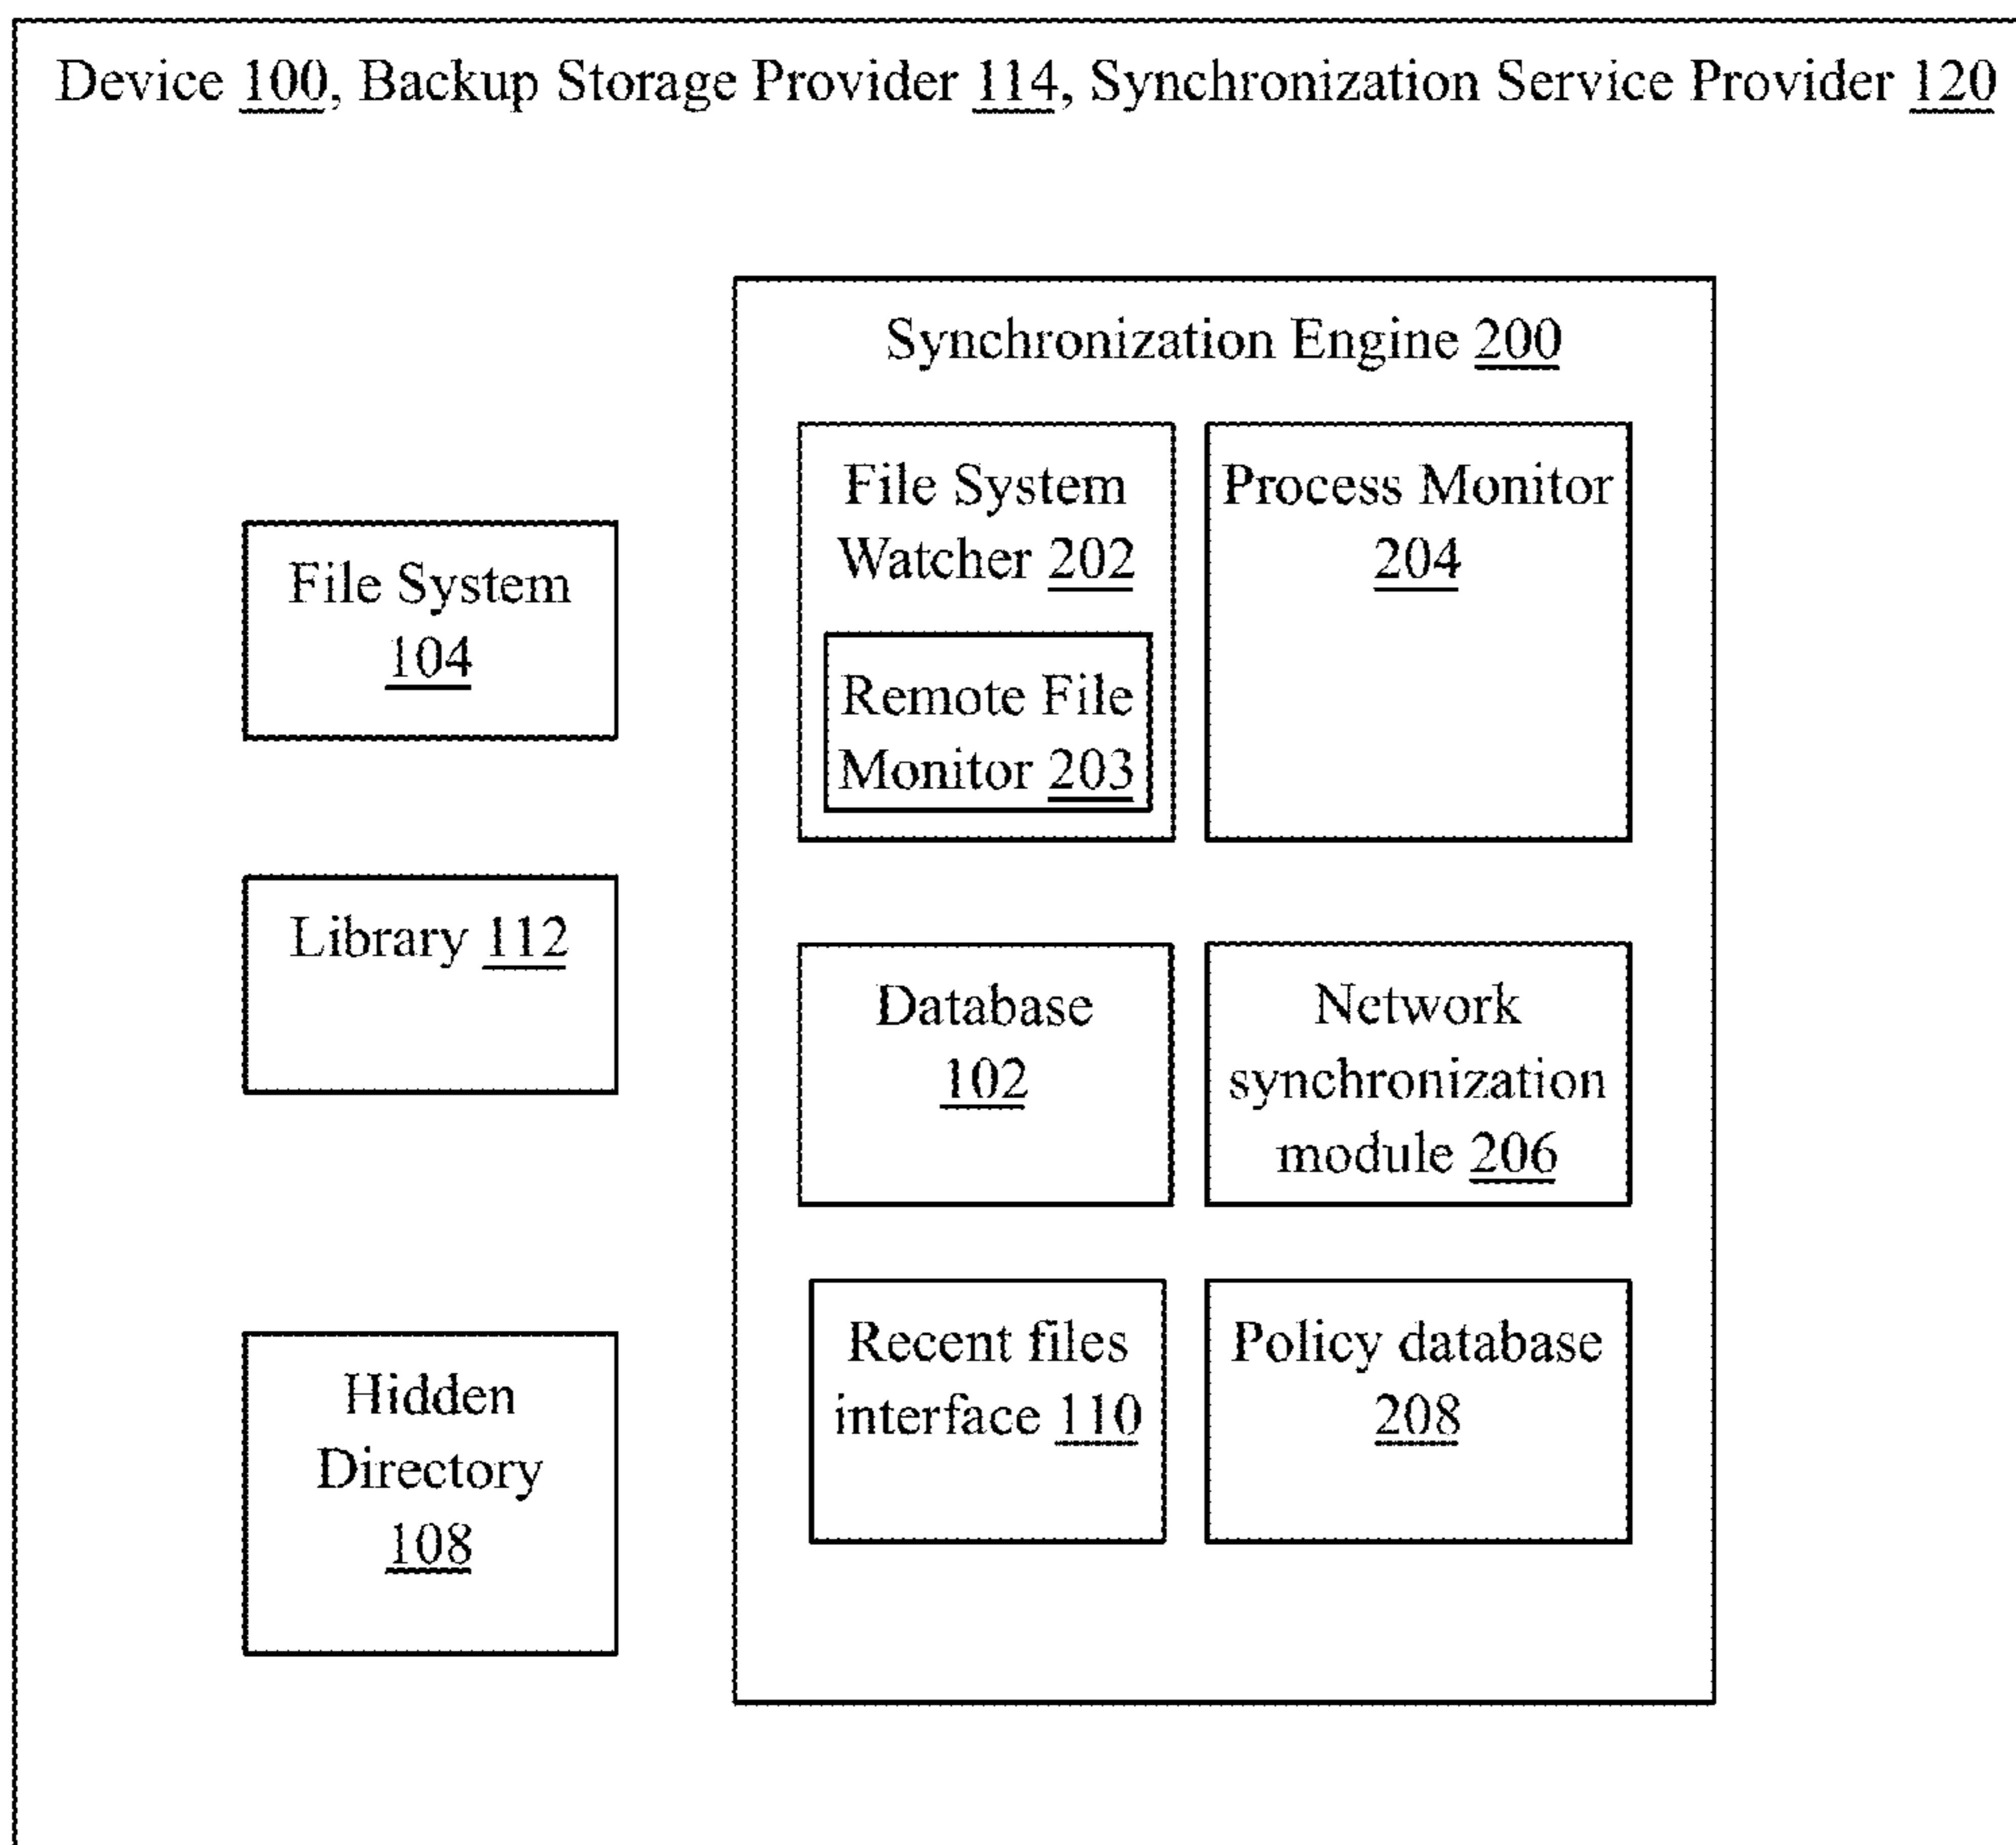 Device 100, Backup Storage Provider 114, Synchronization Service Provider 120
Synchronization Engine 200
File System
Watcher 202
Remote File
Monitor 203
Process Monitor
204
File System
104
Library 112
Database
102
Network
synchronization
module 206
Recent files
interface 110
Policy database
208
Hidden
Directory
108